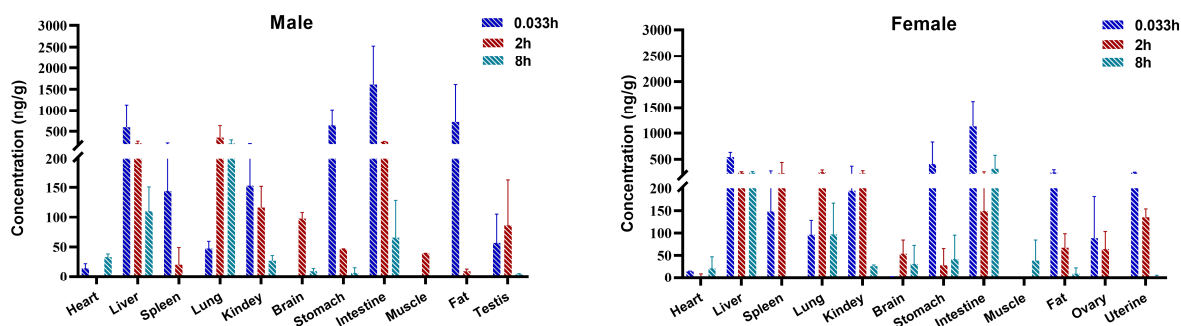 Male
Concentration (ng/g)
3000
2500
2000
1500
1000
500
200
150
100
50
0
0.033h
2h
8h
Heart
Liver
Spleen
Lung
Kindey
Brain
Stomach
Intestine
Muscle
Fat
Testis
Female
Concentration (ng/g)
3000
2500
2000
1500
1000
500
200
150
100
50
0
0.033h
2h
8h
Heart
Liver
Spleen
Lung
Kindey
Brain
Stomach
Intestine
Muscle
Fat
Ovary
Uterine